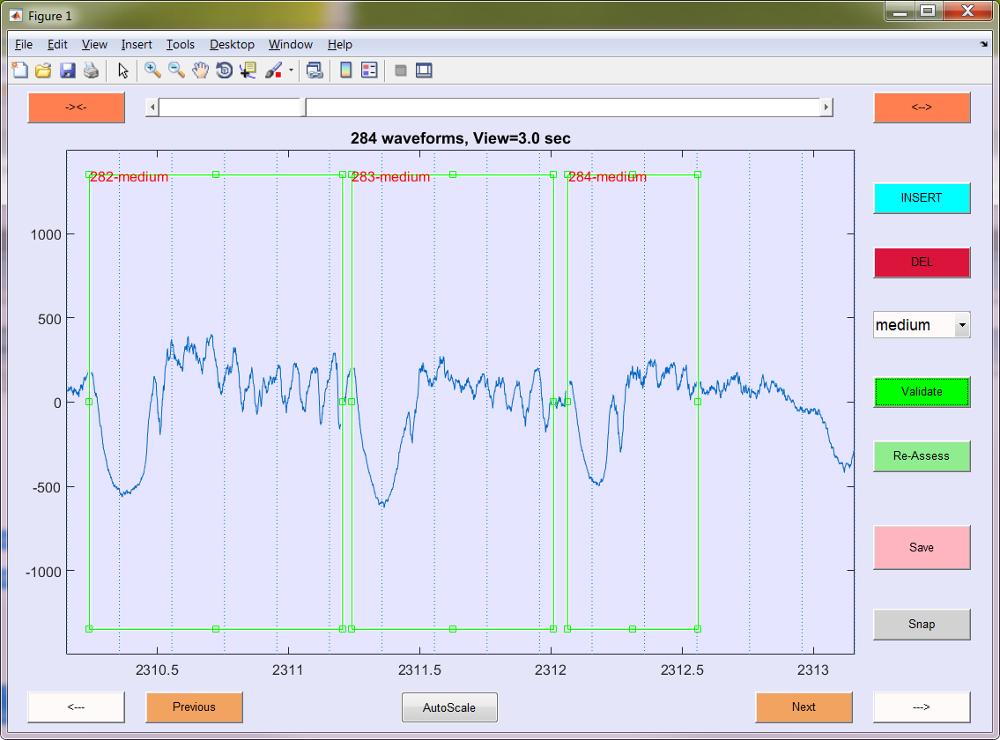 Figure 1
File Edit View Insert Tools Desktop Window Help
-><-
<-->
284 waveforms, View=3.0 sec
282-medium 283-medium 284-medium
1000
500
0
-500
-1000
2310.5 2311 2311.5 2312 2312.5 2313
INSERT
DEL
medium
Validate
Re-Assess
Save
Snap
<---
Previous
AutoScale
Next
--->